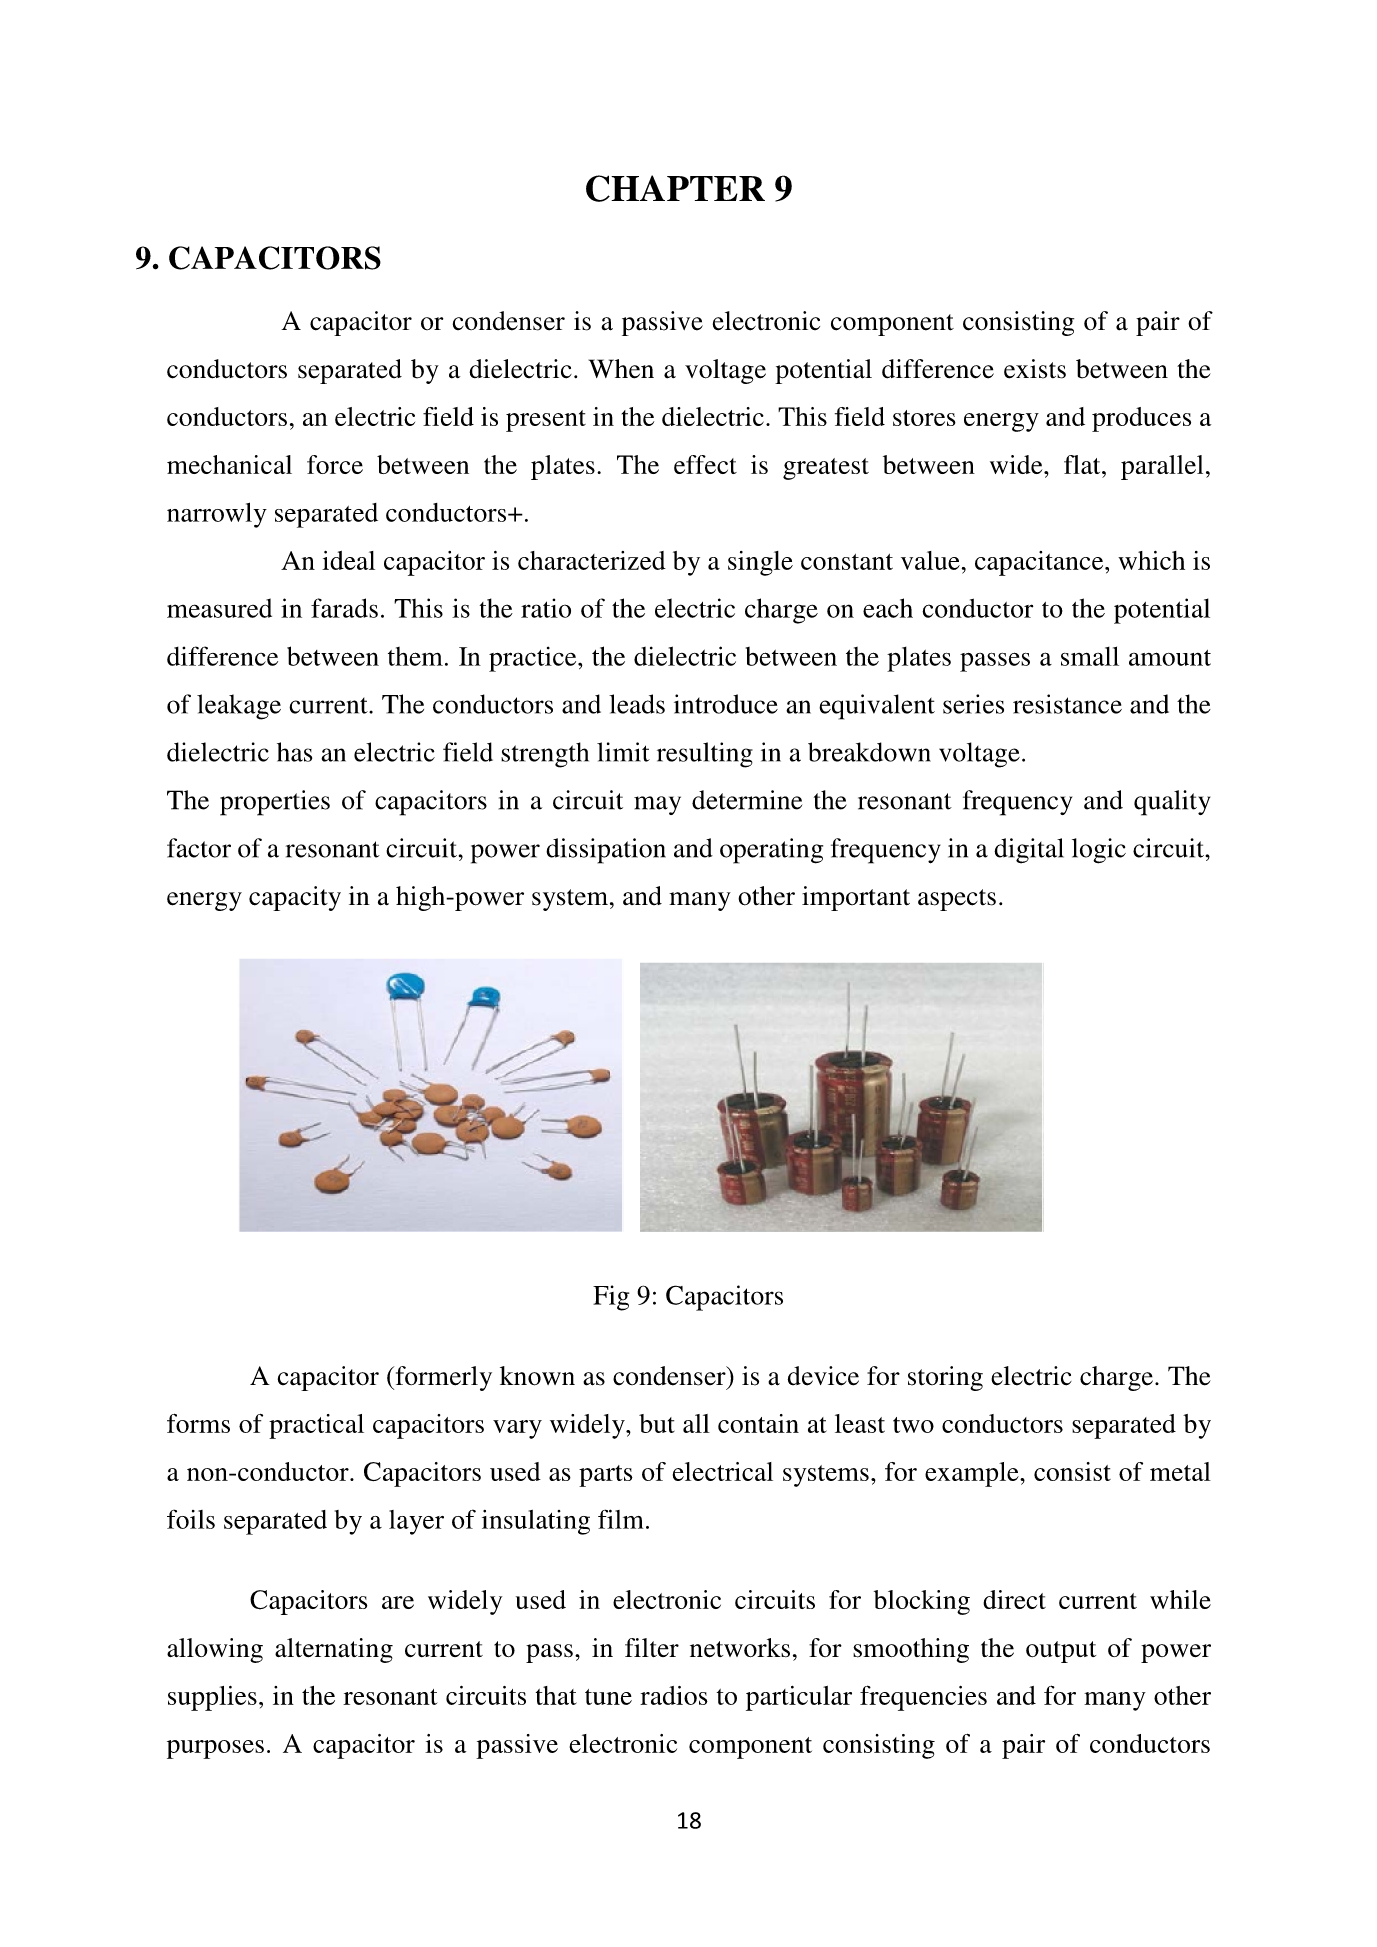 CHAPTER 9
9. CAPACITORS
A capacitor or condenser is a passive electronic component consisting of a pair of
conductors separated by a dielectric. When a voltage potential difference exists between the
conductors, an electric field is present in the dielectric. This field stores energy and produces a
mechanical force between the plates. The effect is greatest between wide, flat, parallel,
narrowly separated conductors+.
An ideal capacitor is characterized by a single constant value, capacitance, which is
measured in farads. This is the ratio of the electric charge on each conductor to the potential
difference between them. In practice, the dielectric between the plates passes a small amount
of leakage current. The conductors and leads introduce an equivalent series resistance and the
dielectric has an electric field strength limit resulting in a breakdown voltage.
The properties of capacitors in a circuit may determine the resonant frequency and quality
factor of a resonant circuit, power dissipation and operating frequency in a digital logic circuit,
energy capacity in a high-power system, and many other important aspects.
Fig 9: Capacitors
A capacitor (formerly known as condenser) is a device for storing electric charge. The
forms of practical capacitors vary widely, but all contain at least two conductors separated by
a non-conductor. Capacitors used as parts of electrical systems, for example, consist of metal
foils separated by a layer of insulating film.
Capacitors are widely used in electronic circuits for blocking direct current while
allowing alternating current to pass, in filter networks, for smoothing the output of power
supplies, in the resonant circuits that tune radios to particular frequencies and for many other
purposes. A capacitor is a passive electronic component consisting of a pair of conductors
18